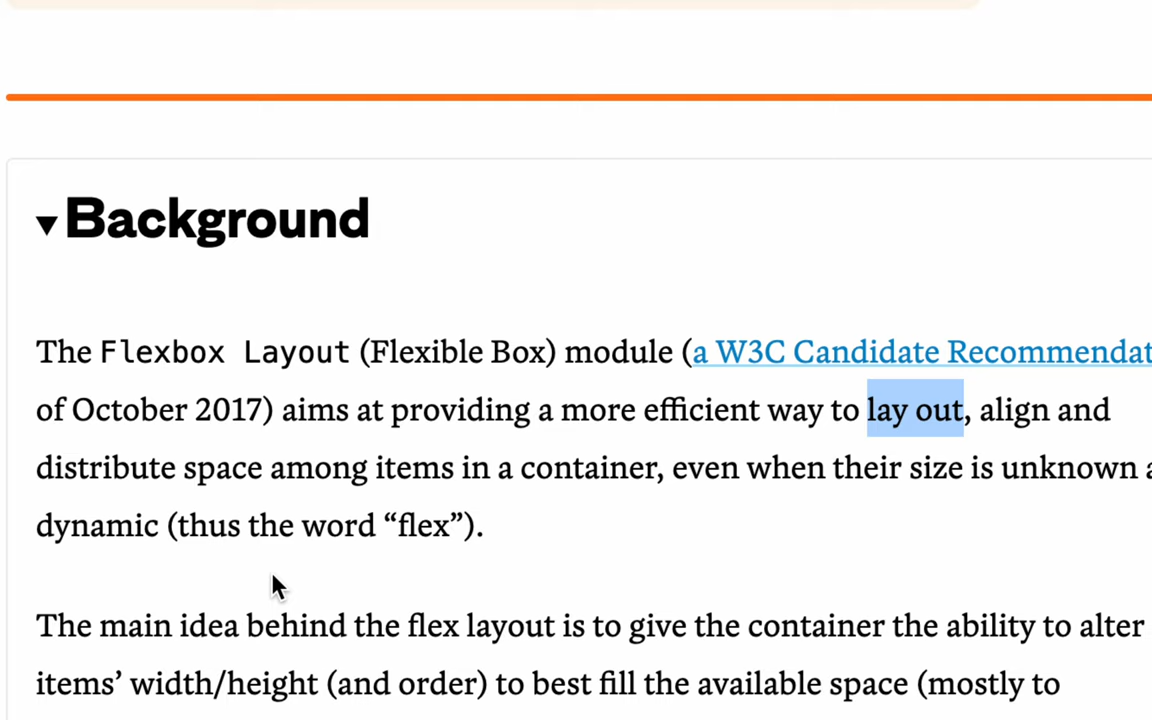 Background
The Flexbox Layout (Flexible Box) module (a W3C Candidate Recommendat
of October 2017) aims at providing a more efficient way to lay out, align and
distribute space among items in a container, even when their size is unknown a
dynamic (thus the word “flex”).
The main idea behind the flex layout is to give the container the ability to alter
items’ width/height (and order) to best fill the available space (mostly to